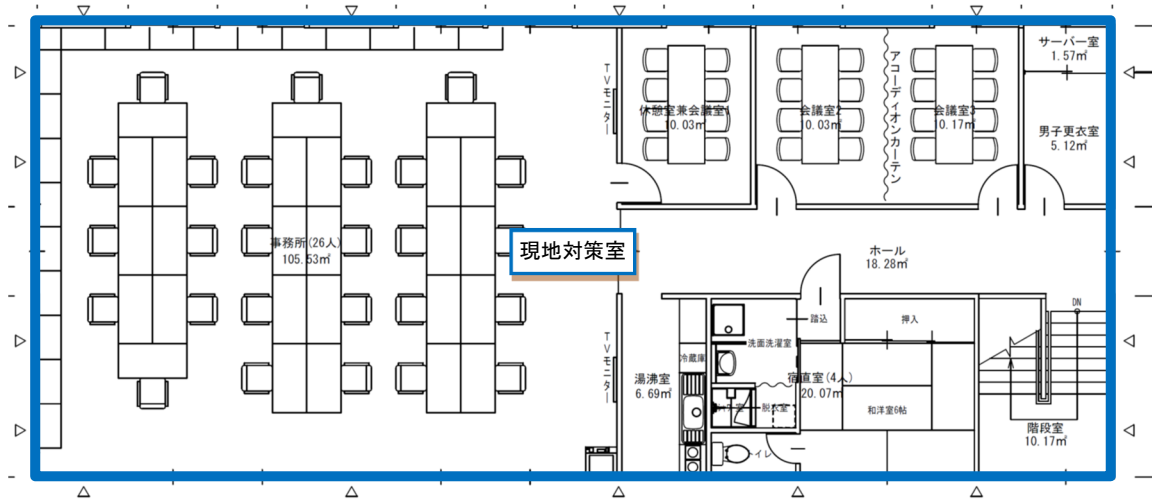 サーバー室
1.57㎡
TVモニター
休憩室兼会議室1
10.03㎡
会議室2
10.03㎡
アコーディオンカーテン
会議室3
10.17㎡
男子更衣室
5.12㎡
事務所(26人)
105.53㎡
現地対策室
ホール
18.28㎡
TVモニター
踏込
押入
DN
洗面洗濯室
冷蔵庫
湯沸室
6.69㎡
宿直室(4人)
20.07㎡
脱衣室
和洋室6帖
階段室
10.17㎡
トイレ